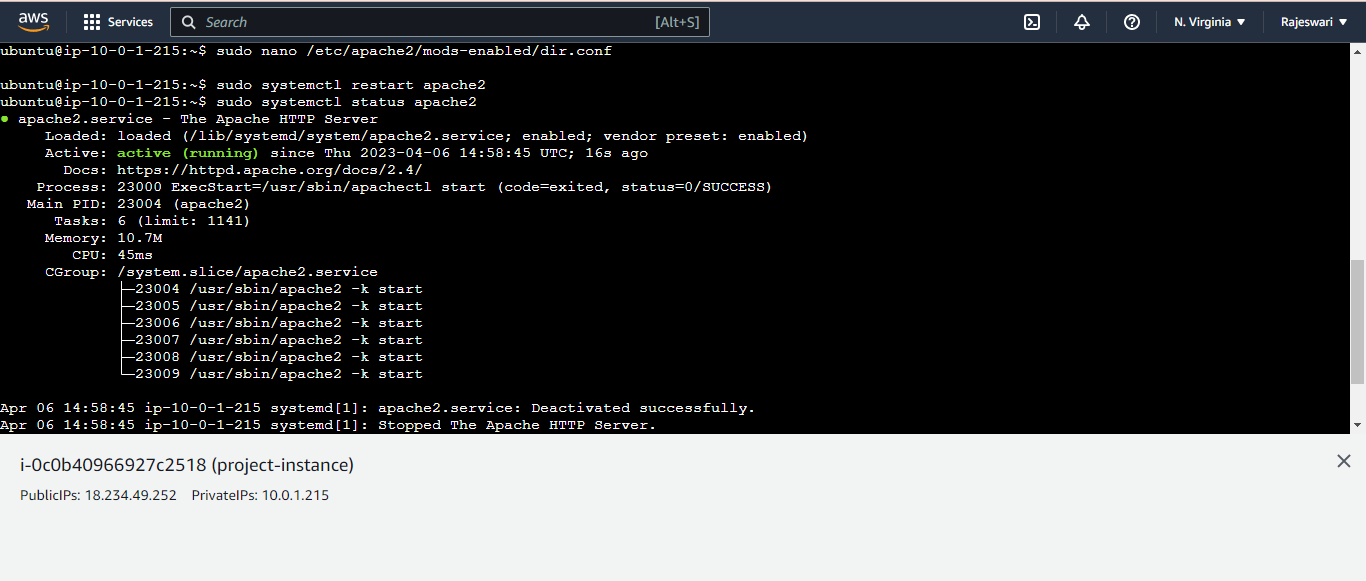 aws Services Search [Alt+S] N. Virginia Rajeswari
ubuntu@ip-10-0-1-215:~$ sudo nano /etc/apache2/mods-enabled/dir.conf
ubuntu@ip-10-0-1-215:~$ sudo systemctl restart apache2
ubuntu@ip-10-0-1-215:~$ sudo systemctl status apache2
● apache2.service - The Apache HTTP Server
Loaded: loaded (/lib/systemd/system/apache2.service; enabled; vendor preset: enabled)
Active: active (running) since Thu 2023-04-06 14:58:45 UTC; 16s ago
Docs: https://httpd.apache.org/docs/2.4/
Process: 23000 ExecStart=/usr/sbin/apachectl start (code=exited, status=0/SUCCESS)
Main PID: 23004 (apache2)
Tasks: 6 (limit: 1141)
Memory: 10.7M
CPU: 45ms
CGroup: /system.slice/apache2.service
├─23004 /usr/sbin/apache2 -k start
├─23005 /usr/sbin/apache2 -k start
├─23006 /usr/sbin/apache2 -k start
├─23007 /usr/sbin/apache2 -k start
├─23008 /usr/sbin/apache2 -k start
└─23009 /usr/sbin/apache2 -k start
Apr 06 14:58:45 ip-10-0-1-215 systemd[1]: apache2.service: Deactivated successfully.
Apr 06 14:58:45 ip-10-0-1-215 systemd[1]: Stopped The Apache HTTP Server.
i-0c0b40966927c2518 (project-instance)
PublicIPs: 18.234.49.252 PrivateIPs: 10.0.1.215